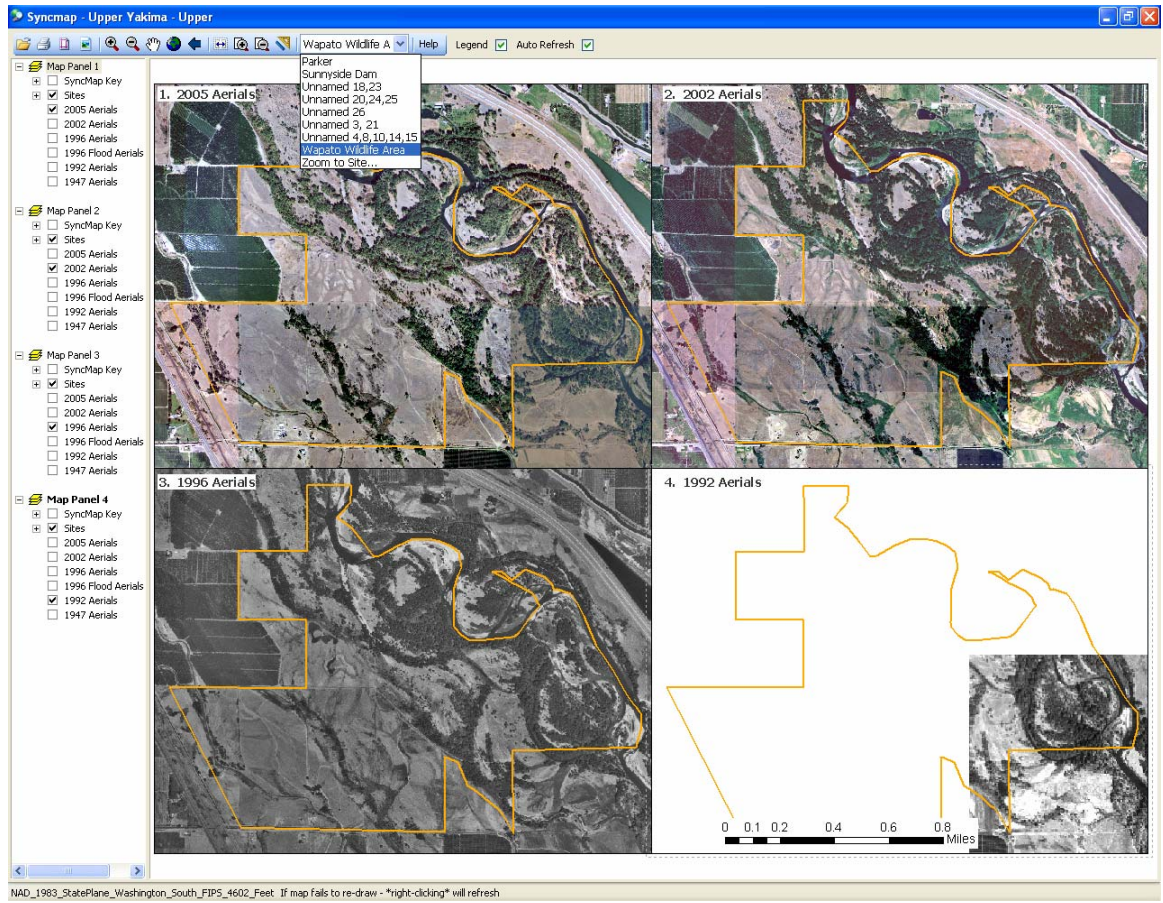 Syncmap - Upper Yakima - Upper
Wapato Wildlife A
Help
Legend
Auto Refresh
Parker
Sunnyside Dam
Unnamed 18,23
Unnamed 20,24,25
Unnamed 26
Unnamed 3, 21
Unnamed 4,8,10,14,15
Wapato Wildlife Area
Zoom to Site...
Map Panel 1
SyncMap Key
Sites
2005 Aerials
2002 Aerials
1996 Aerials
1996 Flood Aerials
1992 Aerials
1947 Aerials
Map Panel 2
SyncMap Key
Sites
2005 Aerials
2002 Aerials
1996 Aerials
1996 Flood Aerials
1992 Aerials
1947 Aerials
Map Panel 3
SyncMap Key
Sites
2005 Aerials
2002 Aerials
1996 Aerials
1996 Flood Aerials
1992 Aerials
1947 Aerials
Map Panel 4
SyncMap Key
Sites
2005 Aerials
2002 Aerials
1996 Aerials
1996 Flood Aerials
1992 Aerials
1947 Aerials
1. 2005 Aerials
2. 2002 Aerials
3. 1996 Aerials
4. 1992 Aerials
0 0.1 0.2 0.4 0.6 0.8
Miles
NAD_1983_StatePlane_Washington_South_FIPS_4602_Feet If map fails to re-draw - *right-clicking* will refresh